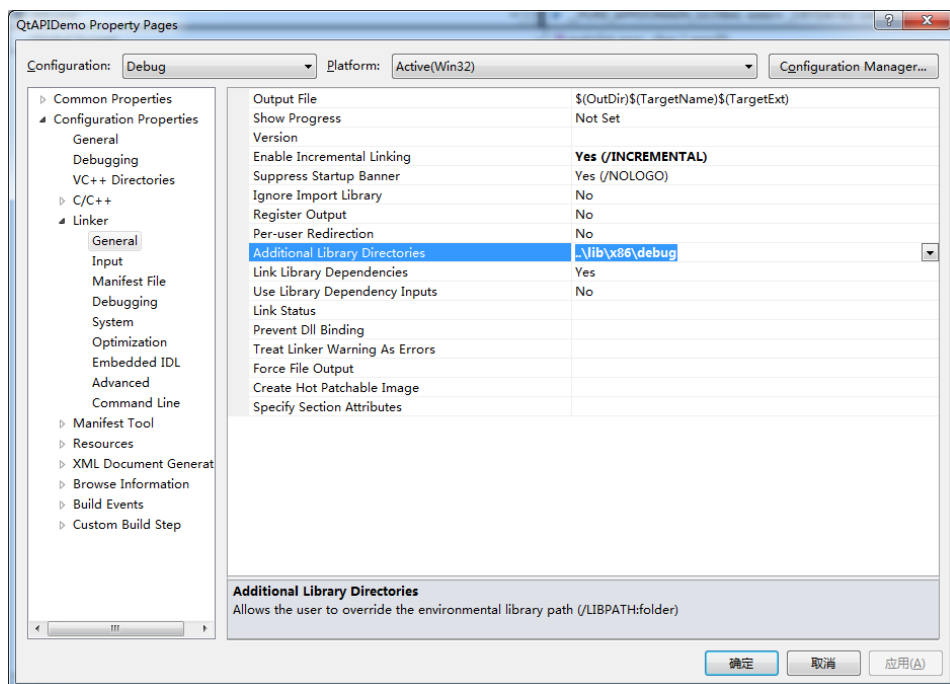 QtAPIDemo Property Pages
Configuration: Debug Platform: Active(Win32) Configuration Manager...
Common Properties
Configuration Properties
General
Debugging
VC++ Directories
C/C++
Linker
General
Input
Manifest File
Debugging
System
Optimization
Embedded IDL
Advanced
Command Line
Manifest Tool
Resources
XML Document Generat
Browse Information
Build Events
Custom Build Step
Output File $(OutDir)$(TargetName)$(TargetExt)
Show Progress Not Set
Version
Enable Incremental Linking Yes (/INCREMENTAL)
Suppress Startup Banner Yes (/NOLOGO)
Ignore Import Library No
Register Output No
Per-user Redirection No
Additional Library Directories ..\lib\x86\debug
Link Library Dependencies Yes
Use Library Dependency Inputs No
Link Status
Prevent Dll Binding
Treat Linker Warning As Errors
Force File Output
Create Hot Patchable Image
Specify Section Attributes
Additional Library Directories
Allows the user to override the environmental library path (/LIBPATH:folder)
确定 取消 应用(A)